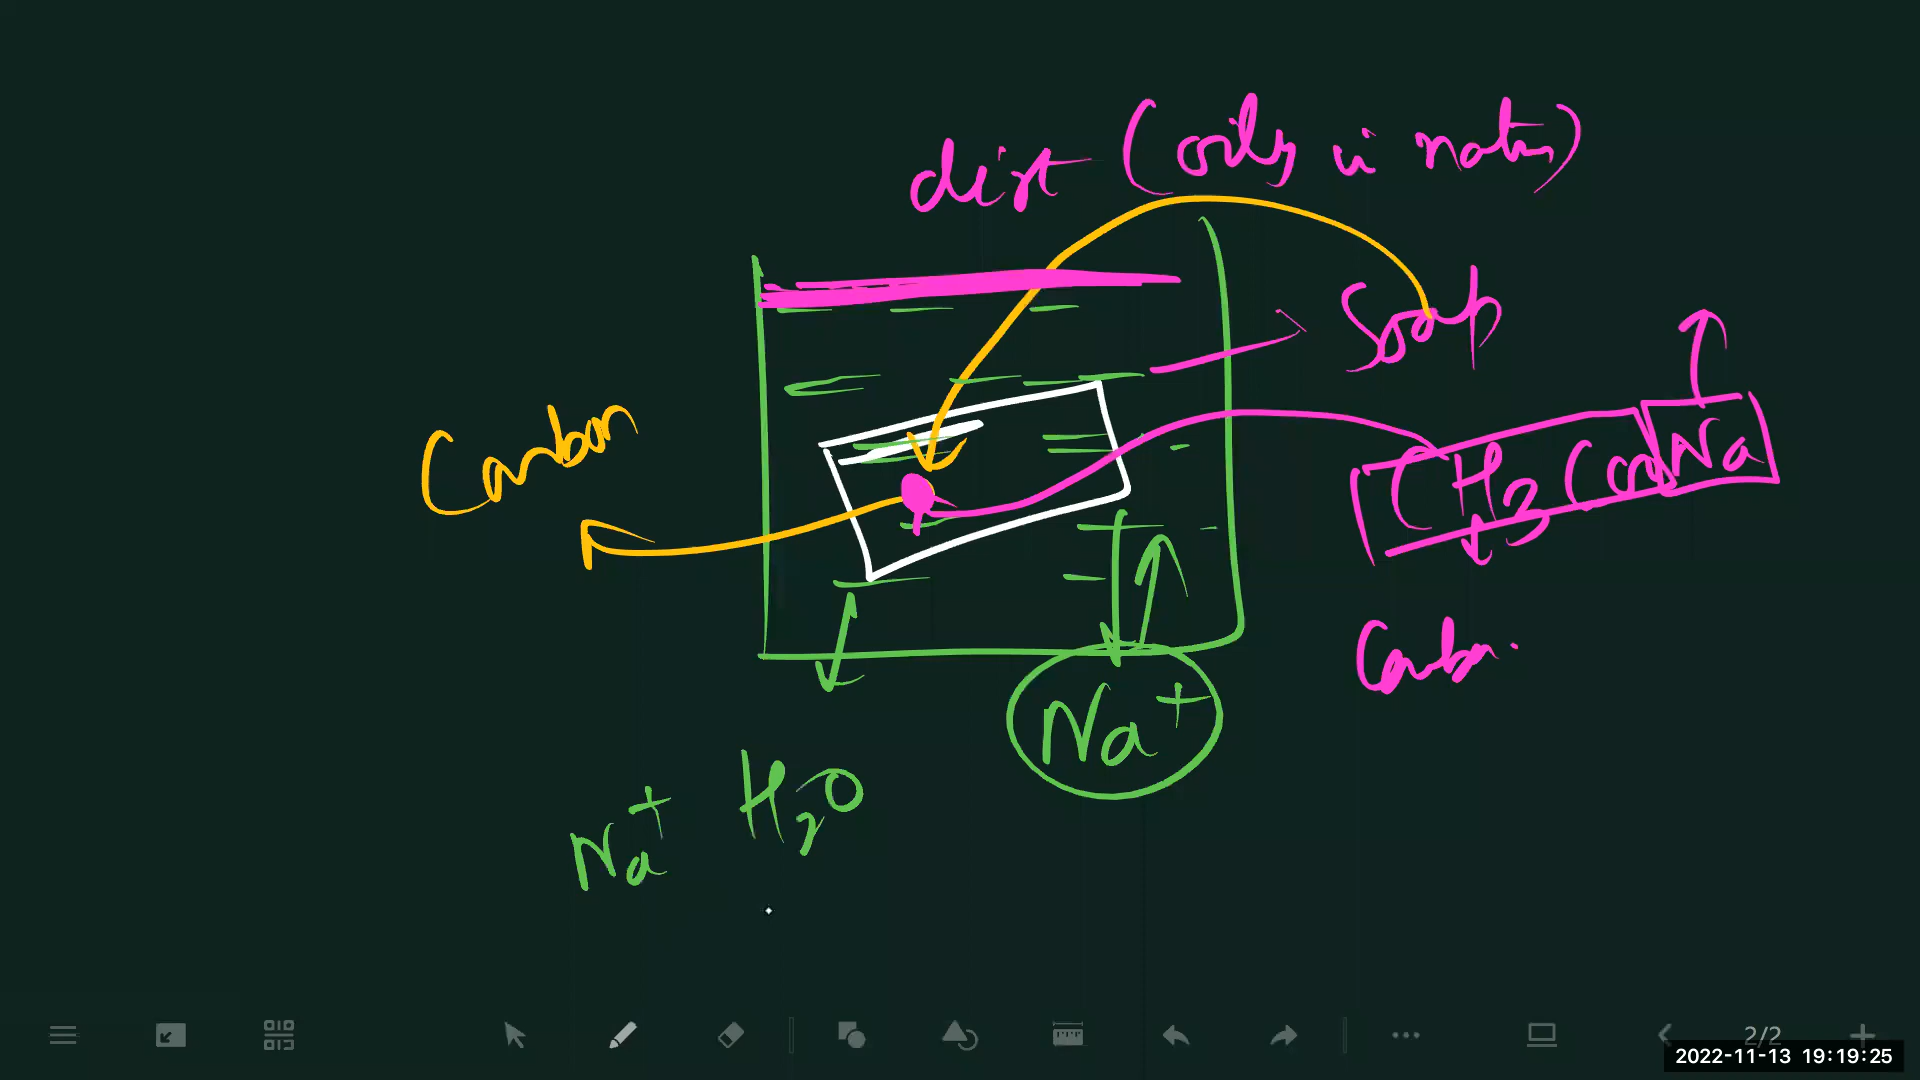 dirt (oily in nature)
Soap
Carbon
CH3CooNa
Carbon
Na+
H2O
Na+
2/2
2022-11-13 19:19:25